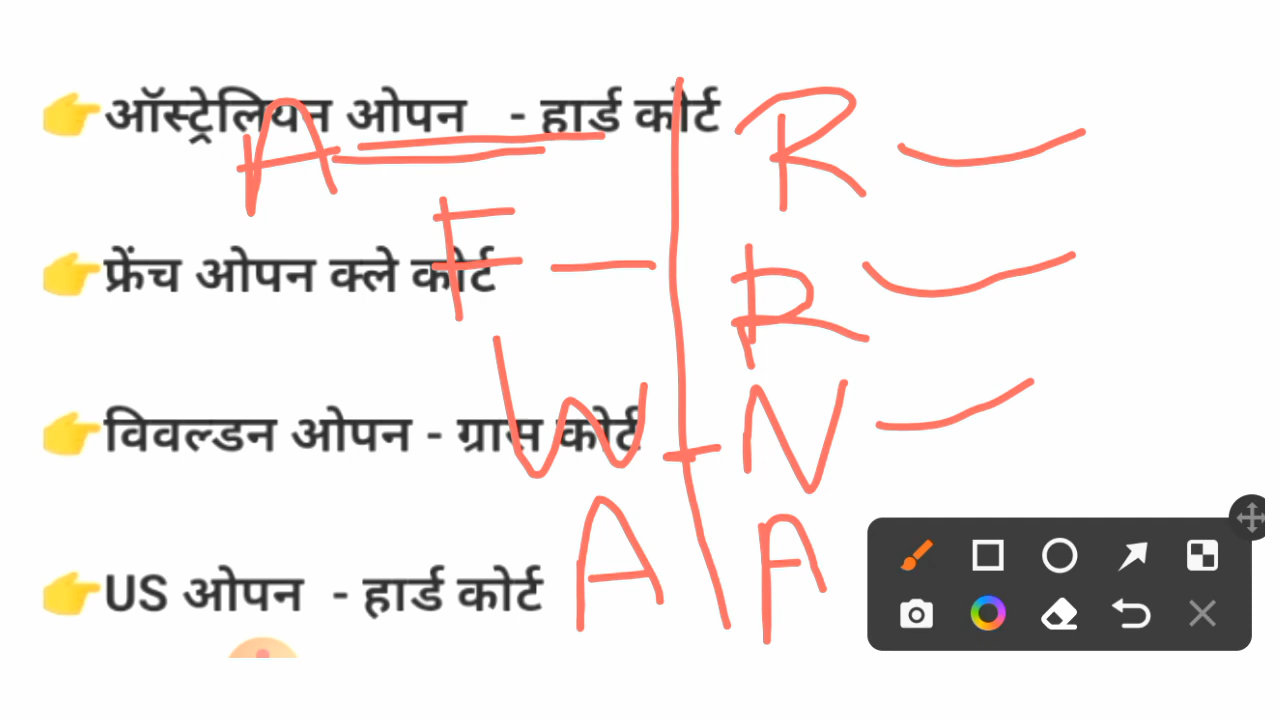 👉ऑस्ट्रेलियन ओपन - हार्ड कोर्ट
A R
👉फ्रेंच ओपन क्ले कोर्ट
F R
👉विवल्डन ओपन - ग्रास कोर्ट
W N
👉US ओपन - हार्ड कोर्ट
A A